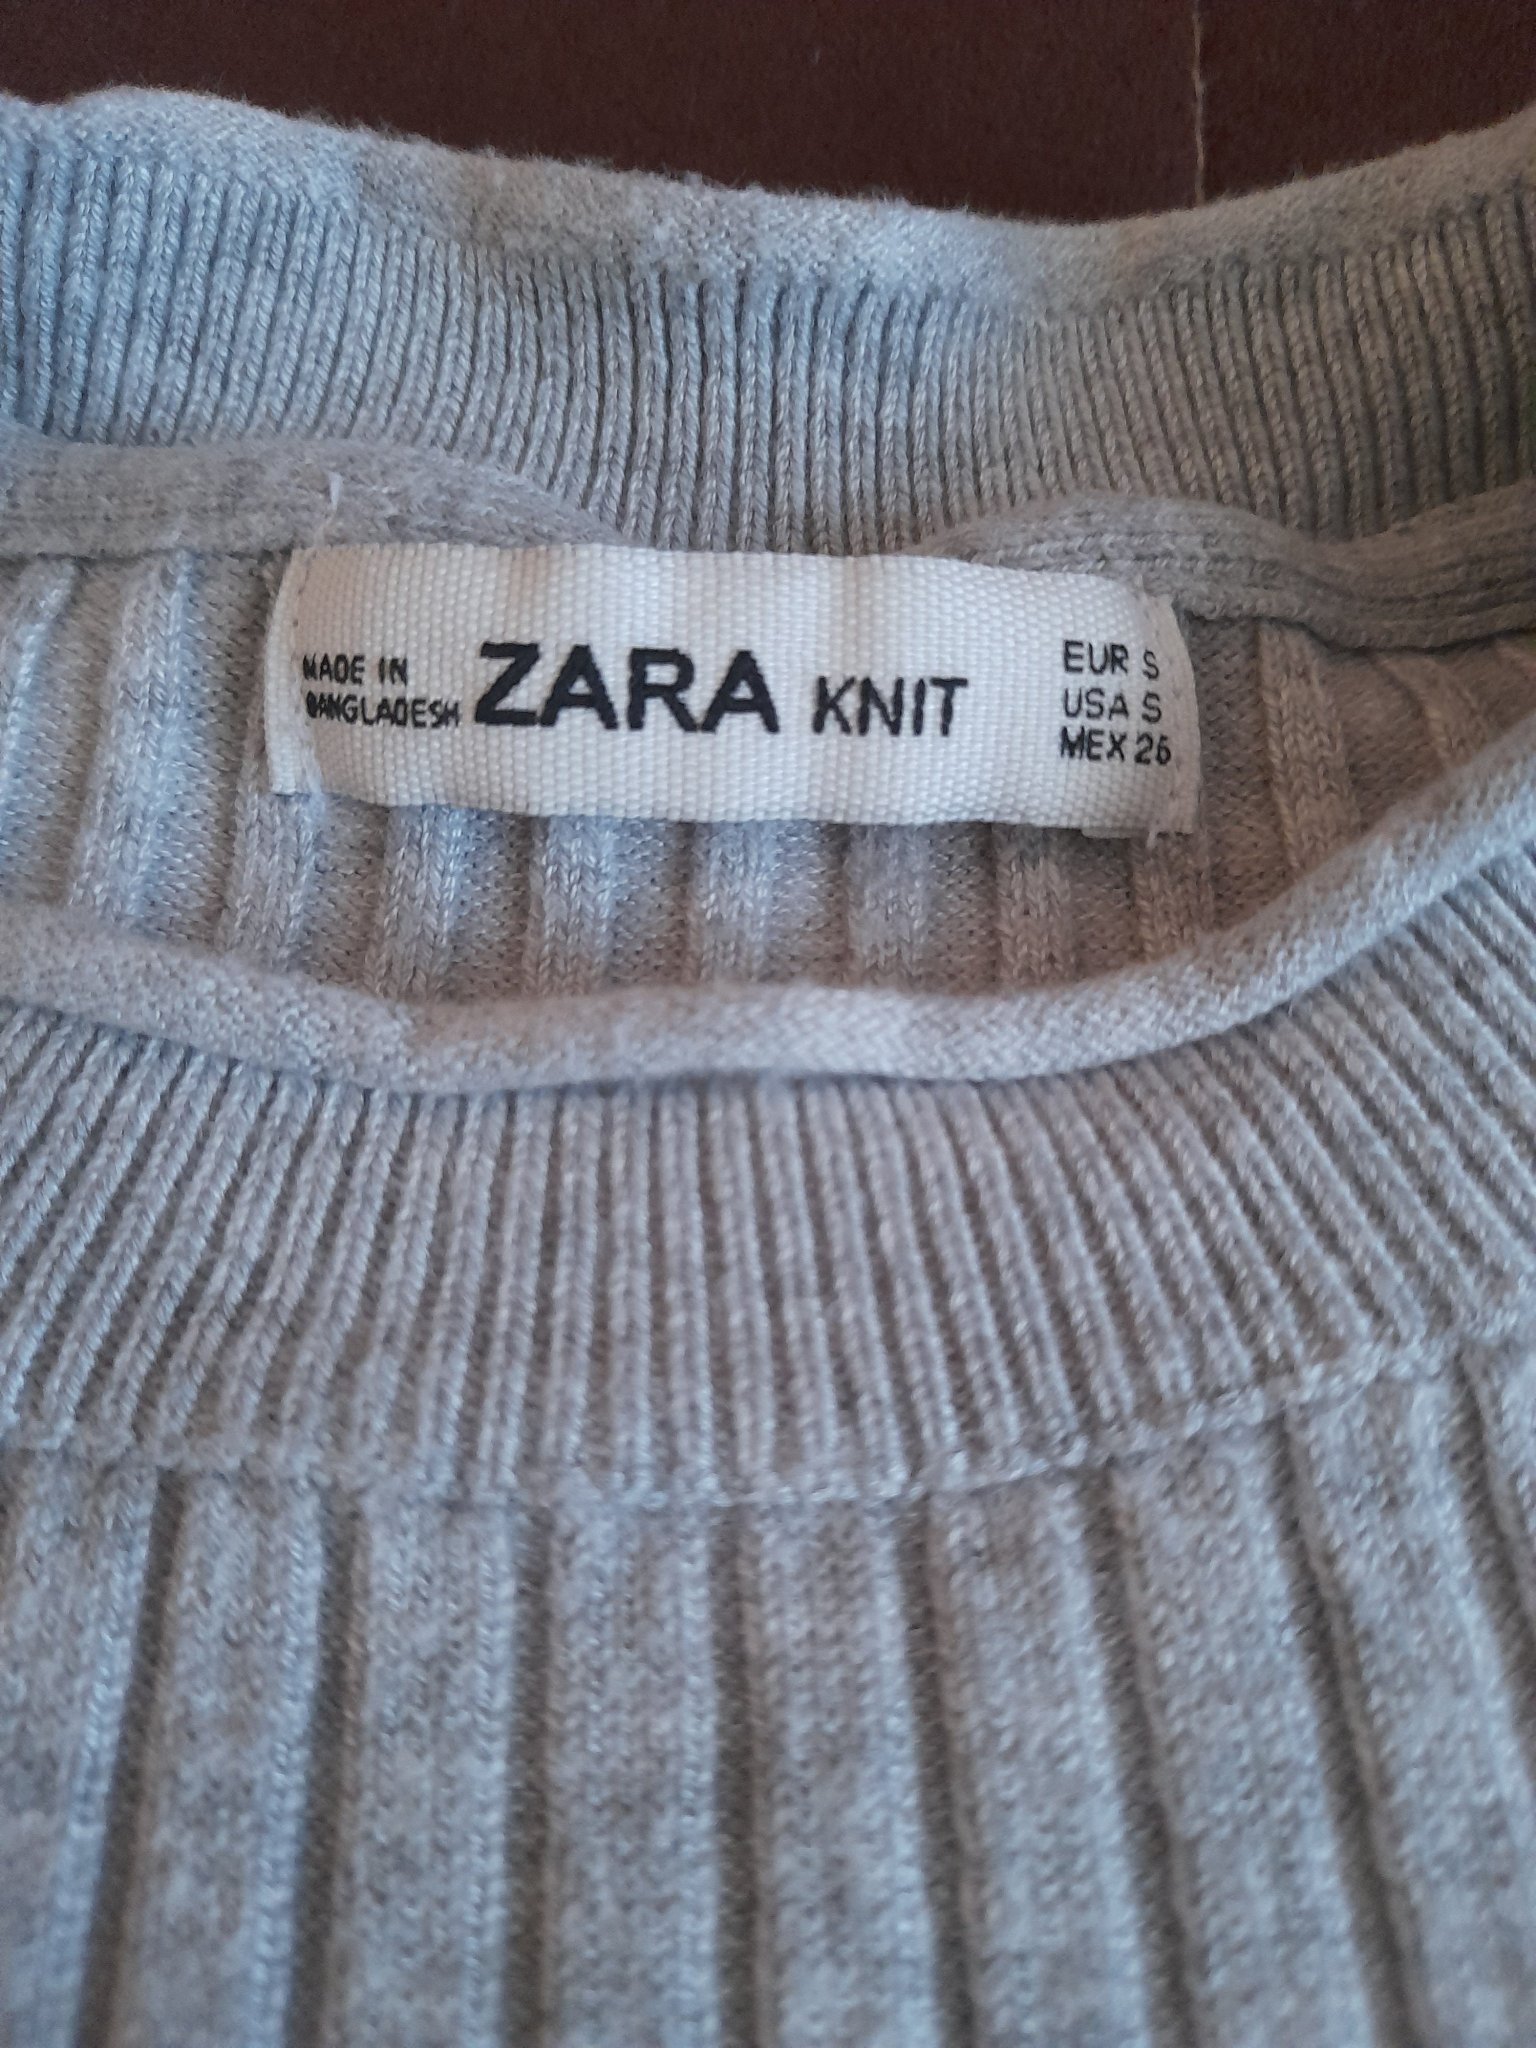 MADE IN
BANGLADESH
ZARA KNIT
EUR S
USA S
MEX 26